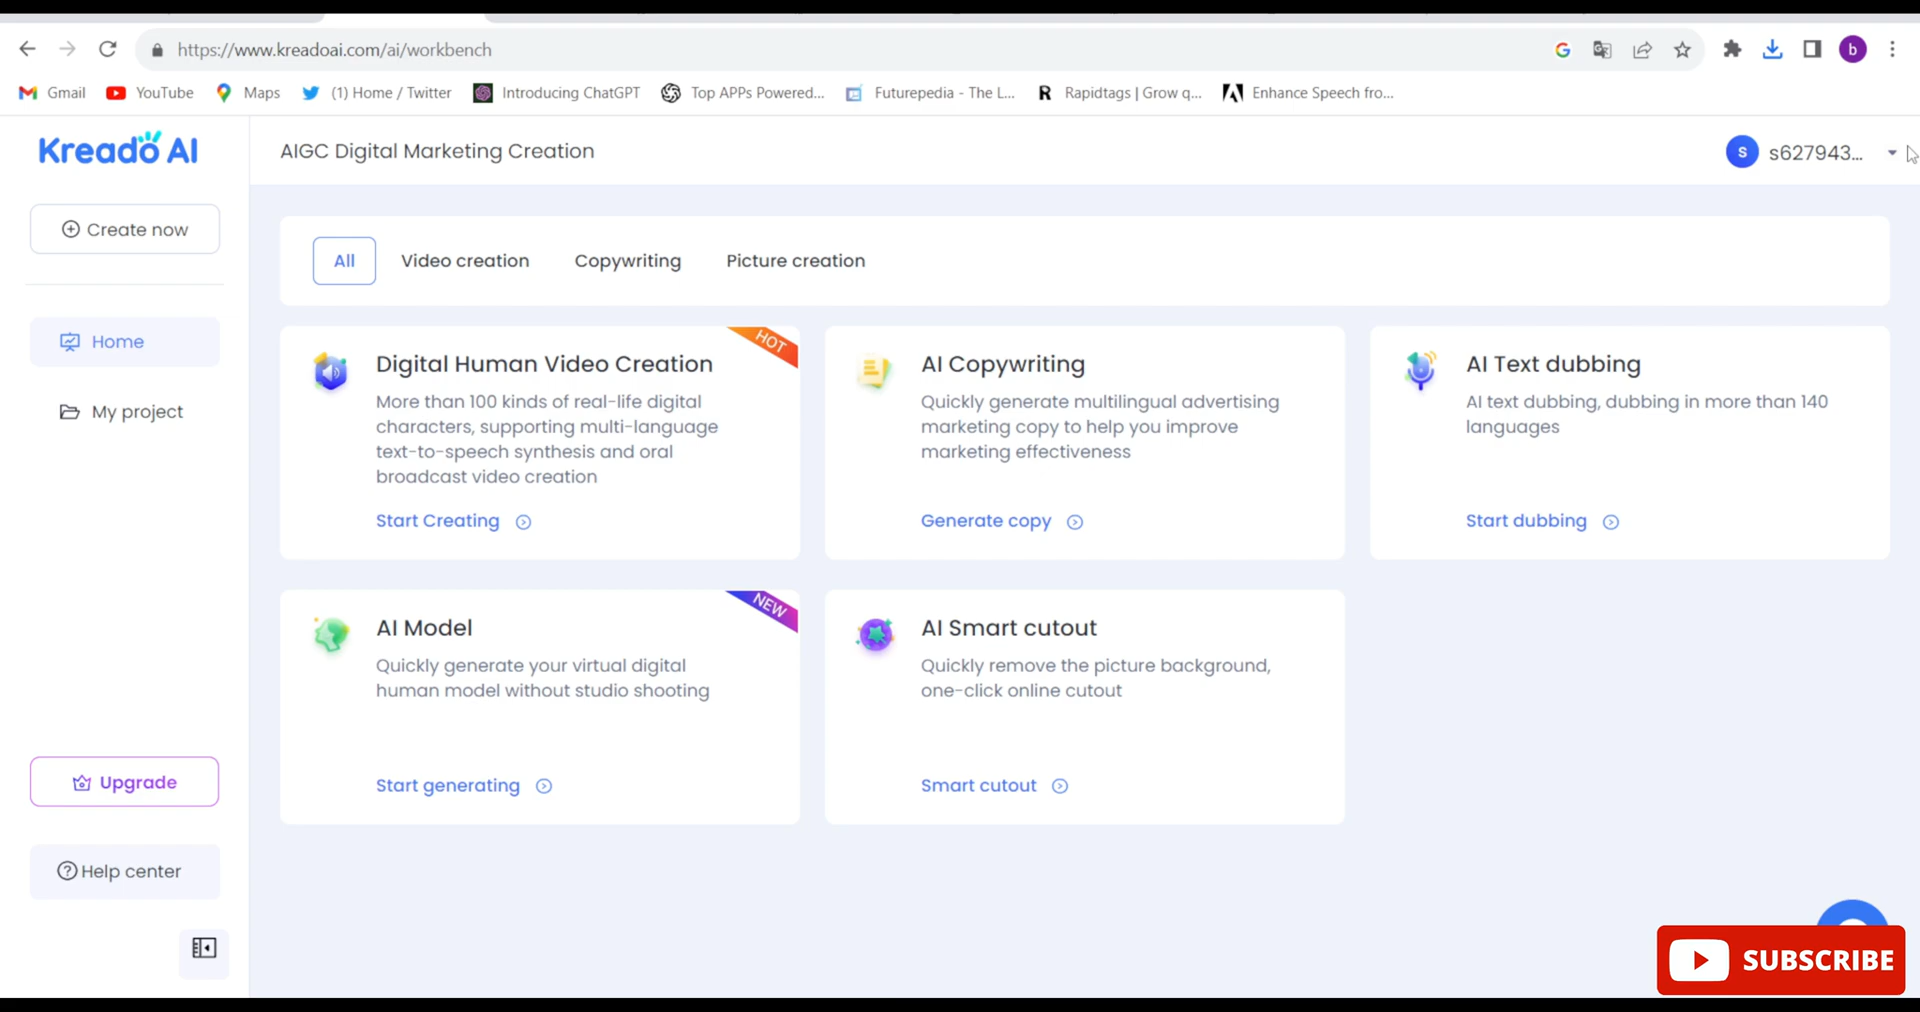 https://www.kreadoai.com/ai/workbench
b
Gmail
YouTube
Maps
(1) Home / Twitter
Introducing ChatGPT
Top APPs Powered...
Futurepedia - The L...
R Rapidtags | Grow q...
Enhance Speech fro...
Kreado AI
AIGC Digital Marketing Creation
s
s627943...
Create now
All
Video creation
Copywriting
Picture creation
Home
My project
HOT
Digital Human Video Creation
More than 100 kinds of real-life digital
characters, supporting multi-language
text-to-speech synthesis and oral
broadcast video creation
Start Creating
AI Copywriting
Quickly generate multilingual advertising
marketing copy to help you improve
marketing effectiveness
Generate copy
AI Text dubbing
AI text dubbing, dubbing in more than 140
languages
Start dubbing
NEW
AI Model
Quickly generate your virtual digital
human model without studio shooting
Start generating
AI Smart cutout
Quickly remove the picture background,
one-click online cutout
Smart cutout
Upgrade
Help center
SUBSCRIBE